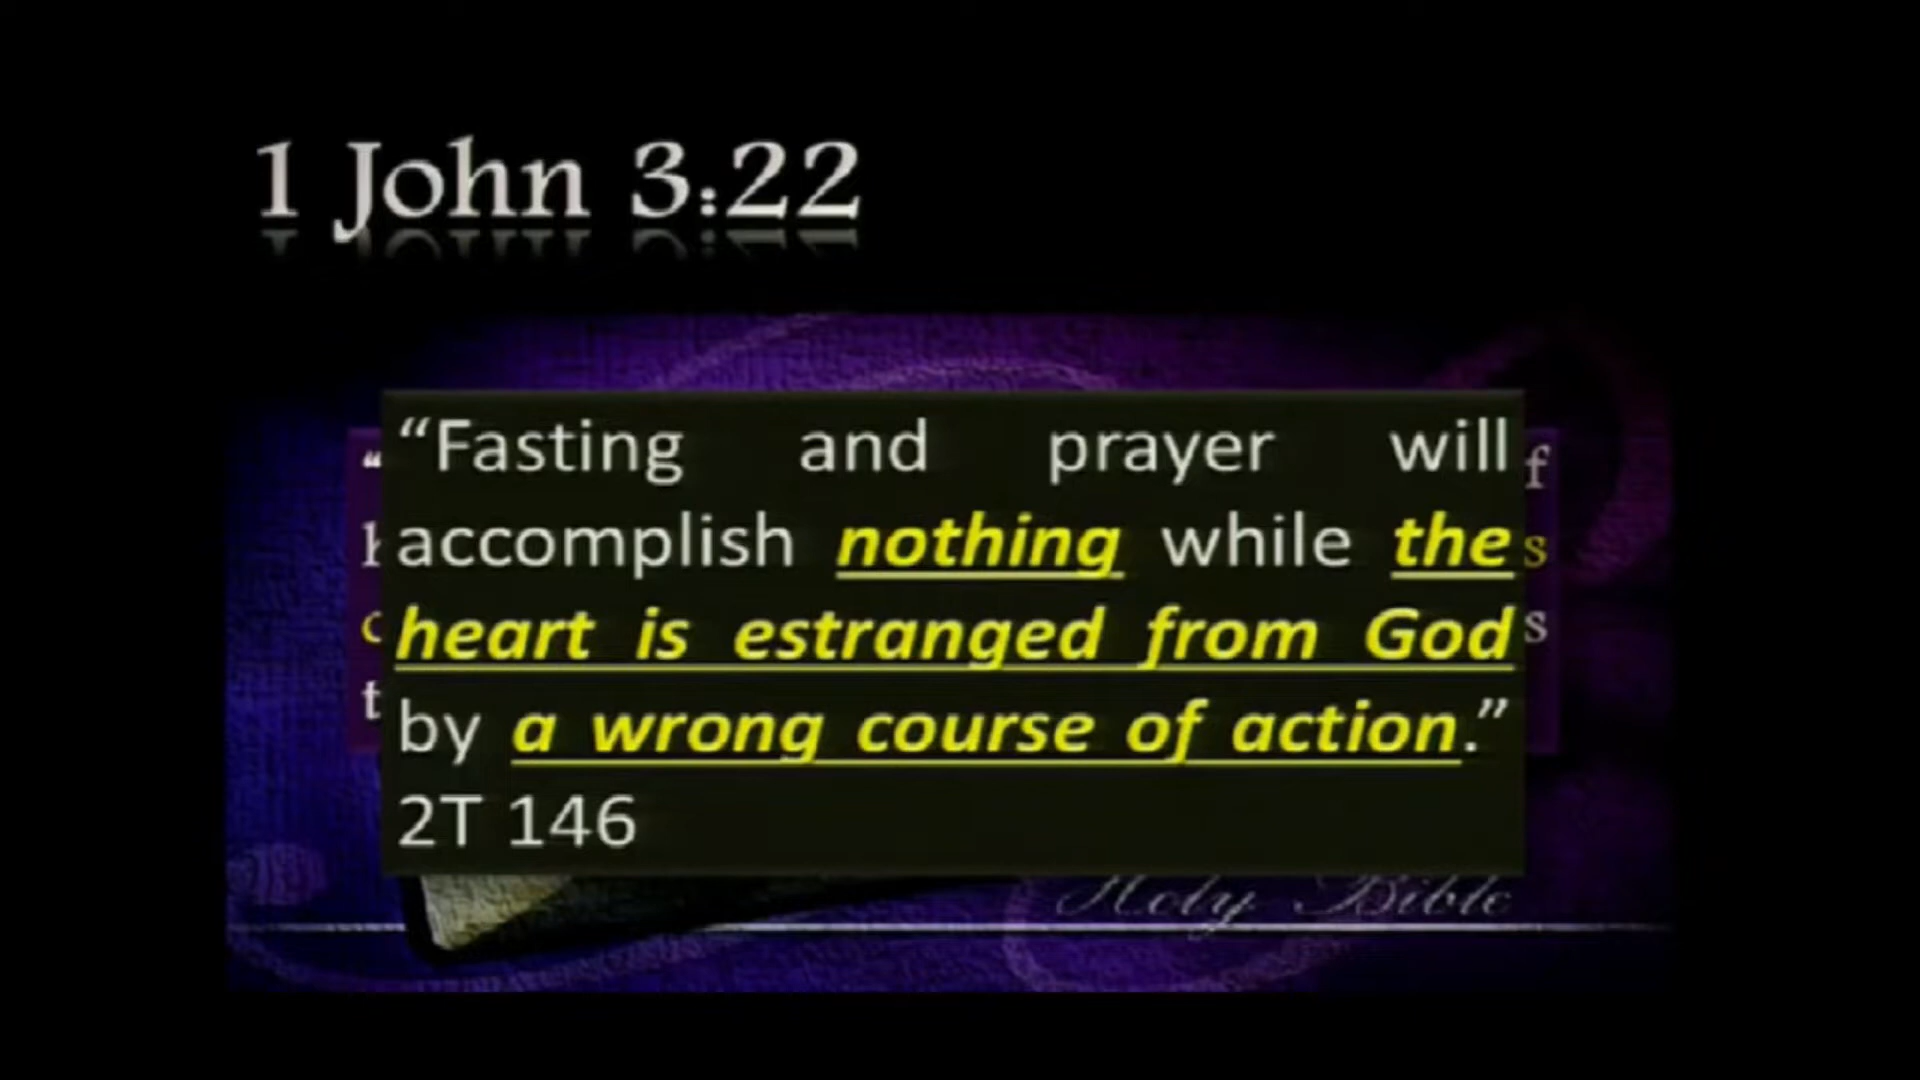 1 John 3:22
“Fasting and prayer will
accomplish nothing while the
heart is estranged from God
by a wrong course of action.”
2T 146
Holy Bible